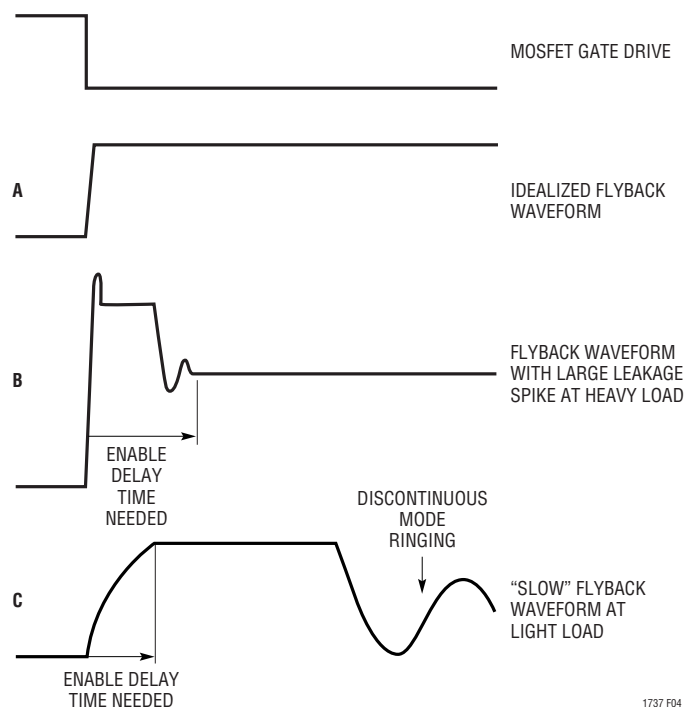 MOSFET GATE DRIVE
A
IDEALIZED FLYBACK
WAVEFORM
B
FLYBACK WAVEFORM
WITH LARGE LEAKAGE
SPIKE AT HEAVY LOAD
ENABLE
DELAY
TIME
NEEDED
DISCONTINUOUS
MODE
RINGING
C
“SLOW” FLYBACK
WAVEFORM AT
LIGHT LOAD
ENABLE DELAY
TIME NEEDED
1737 F04